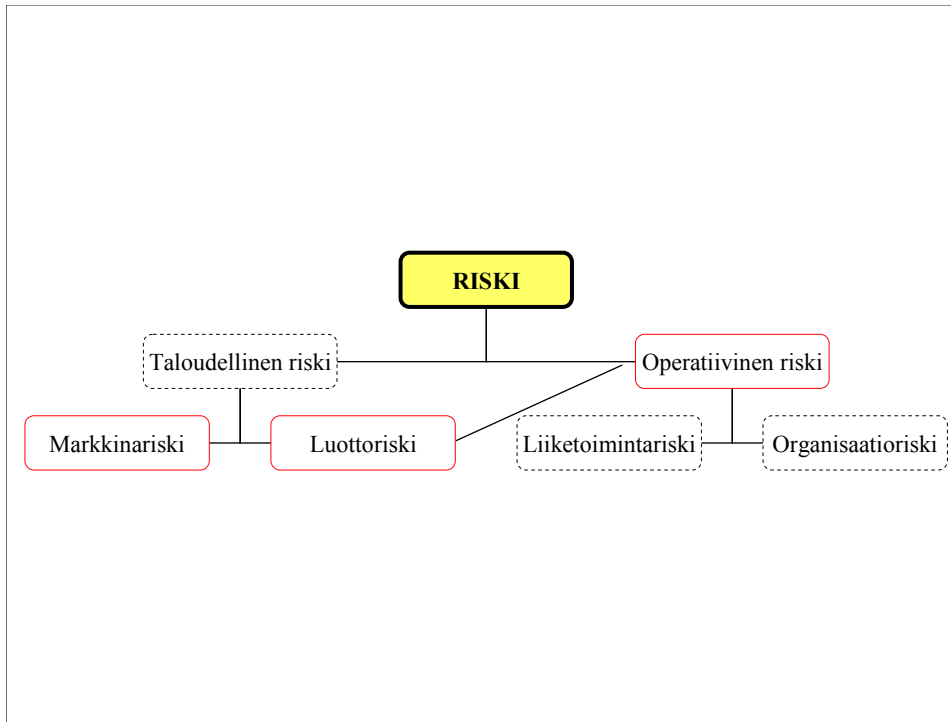 RISKI
Taloudellinen riski
Operatiivinen riski
Markkinariski
Luottoriski
Liiketoimintariski
Organisaatioriski